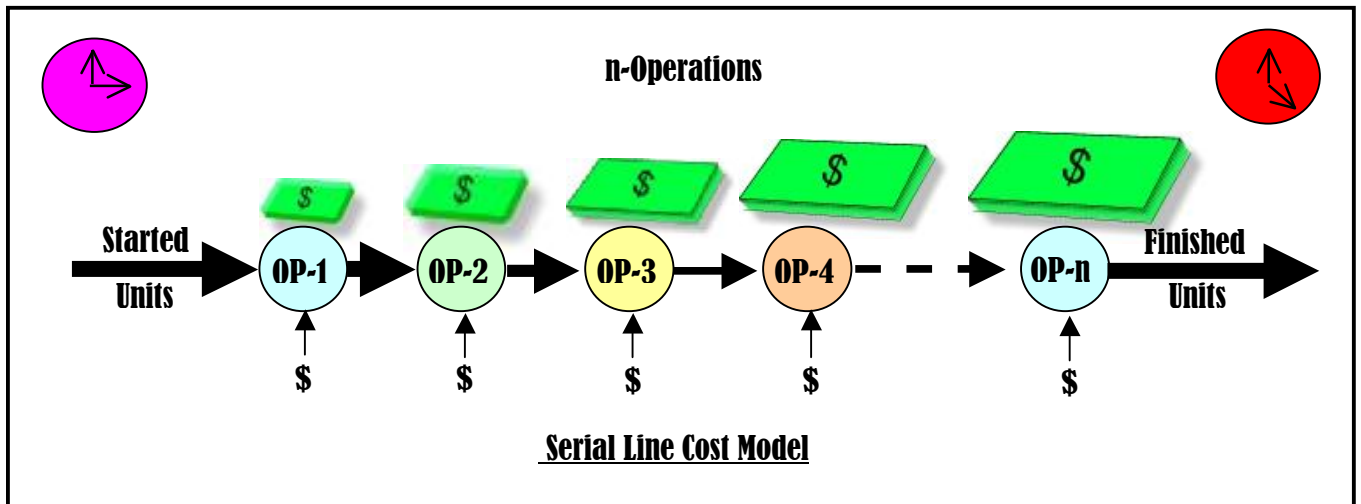 n-Operations
$ $ $ $ $
Started
Units
OP-1 OP-2 OP-3 OP-4 OP-n
Finished
Units
$ $ $ $ $
Serial Line Cost Model